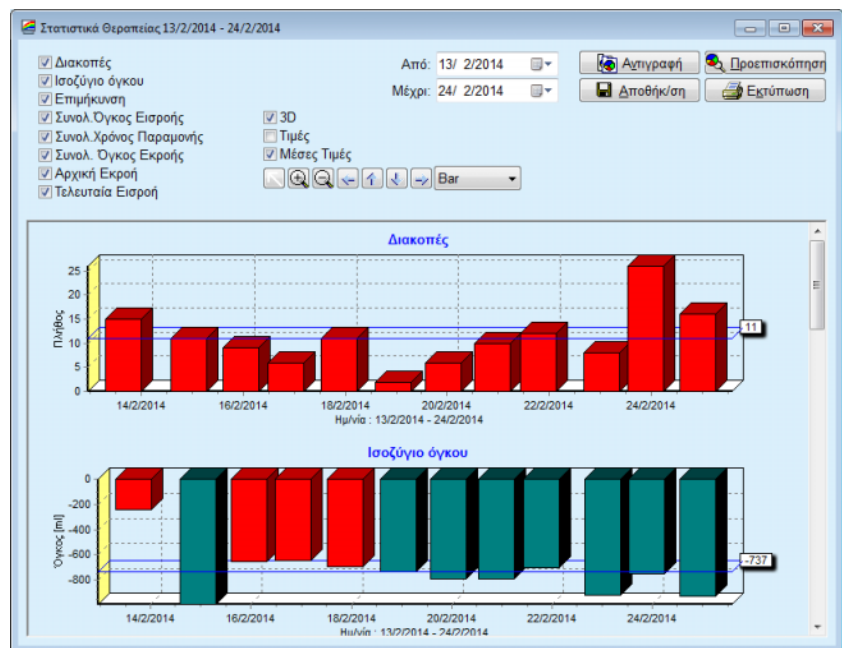 Στατιστικά Θεραπείας 13/2/2014 - 24/2/2014
Διακοπές
Ισοζύγιο όγκου
Επιμήκυνση
Συνολ.Όγκος Εισροής
Συνολ.Χρόνος Παραμονής
Συνολ. Όγκος Εκροής
Αρχική Εκροή
Τελευταία Εισροή
3D
Τιμές
Μέσες Τιμές
Bar
Από: 13/ 2/2014
Μέχρι: 24/ 2/2014
Αντιγραφή
Προεπισκόπηση
Αποθήκ/ση
Εκτύπωση
Διακοπές
Πλήθος
25
20
15
10
5
0
11
14/2/2014 16/2/2014 18/2/2014 20/2/2014 22/2/2014 24/2/2014
Ημ/νία : 13/2/2014 - 24/2/2014
Ισοζύγιο όγκου
Όγκος [ml]
0
-200
-400
-600
-800
-737
14/2/2014 16/2/2014 18/2/2014 20/2/2014 22/2/2014 24/2/2014
Ημ/νία : 13/2/2014 - 24/2/2014